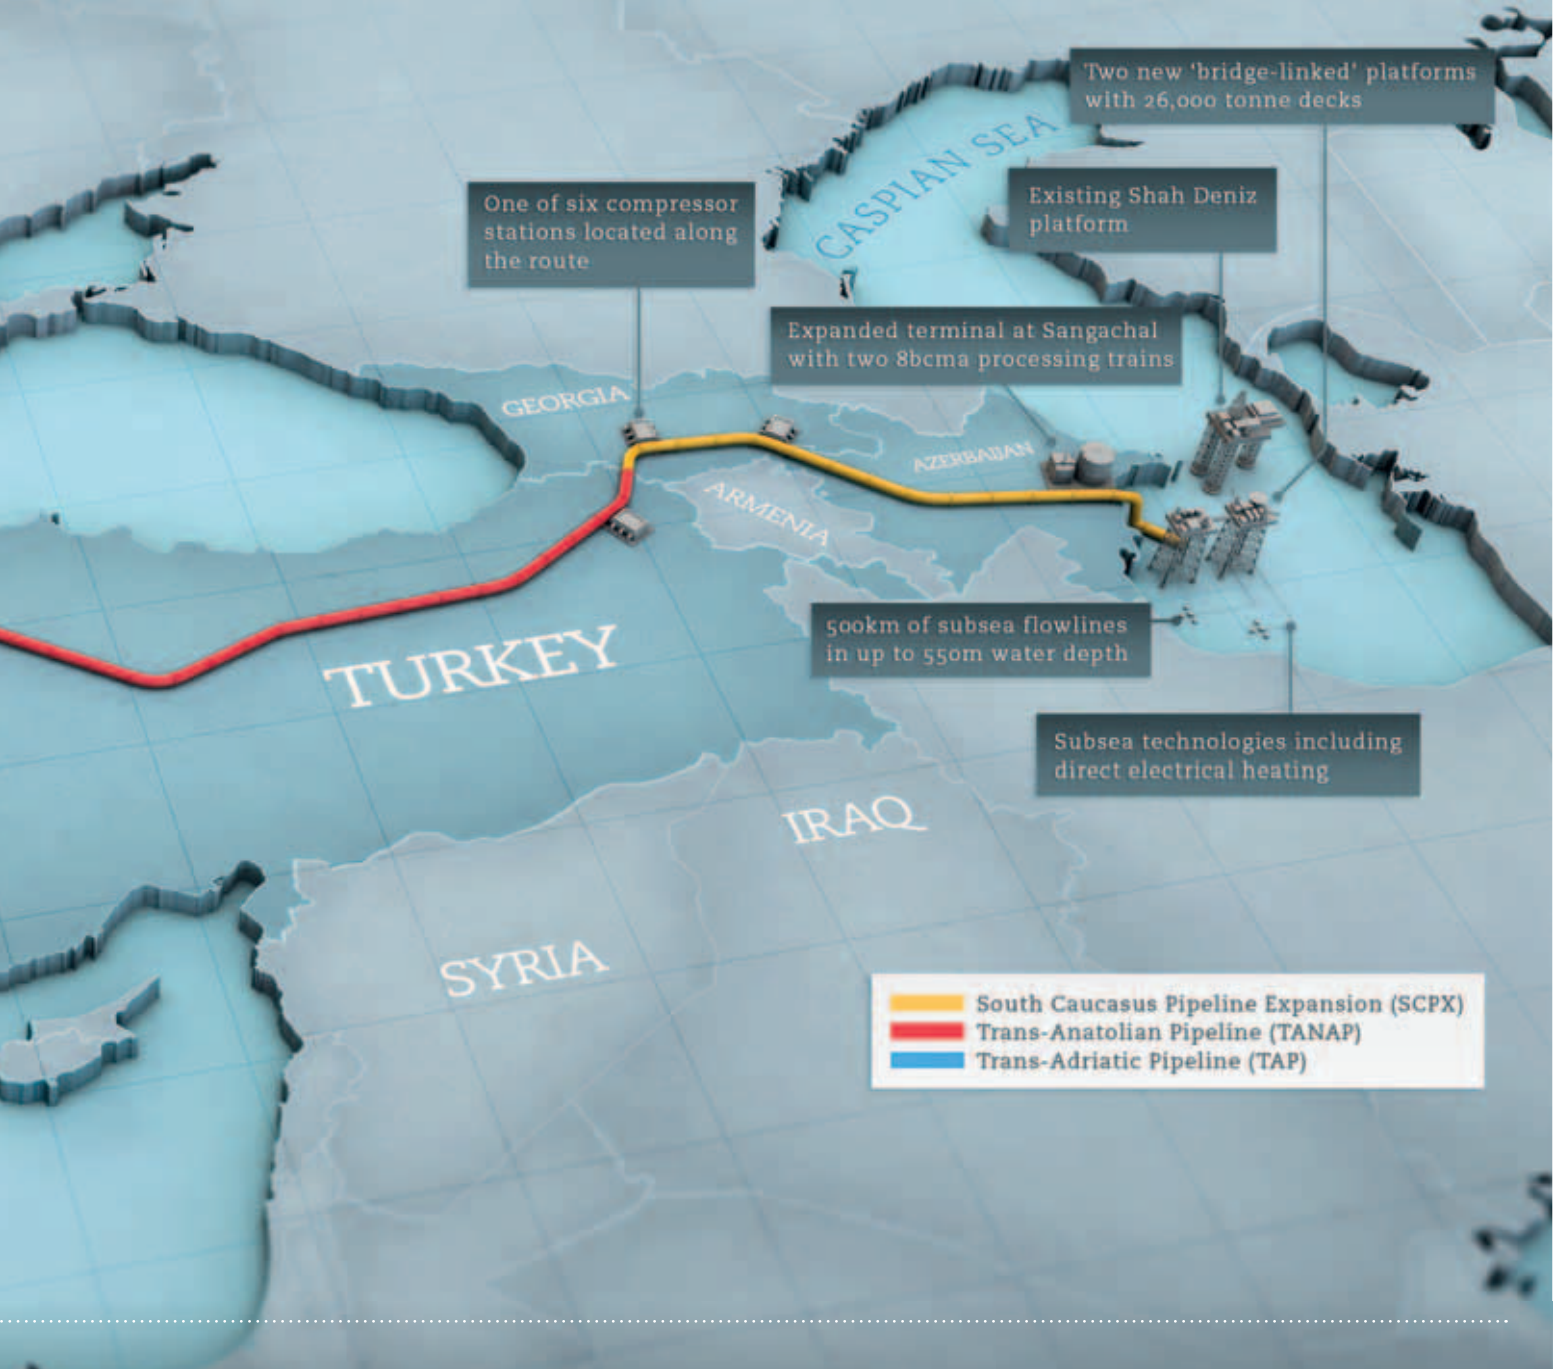 Two new ‘bridge-linked’ platforms
with 26,000 tonne decks
CASPIAN SEA
Existing Shah Deniz
platform
One of six compressor
stations located along
the route
Expanded terminal at Sangachal
with two 8bcma processing trains
GEORGIA
AZERBAIJAN
ARMENIA
500km of subsea flowlines
in up to 550m water depth
TURKEY
Subsea technologies including
direct electrical heating
IRAQ
SYRIA
South Caucasus Pipeline Expansion (SCPX)
Trans-Anatolian Pipeline (TANAP)
Trans-Adriatic Pipeline (TAP)